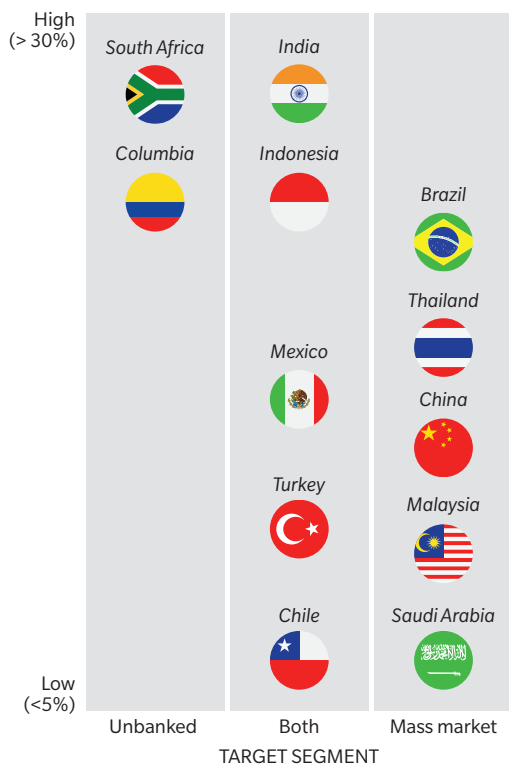 High
(> 30%)
South Africa
India
Columbia
Indonesia
Brazil
Thailand
Mexico
China
Turkey
Malaysia
Chile
Saudi Arabia
Low
(<5%)
Unbanked
Both
Mass market
TARGET SEGMENT